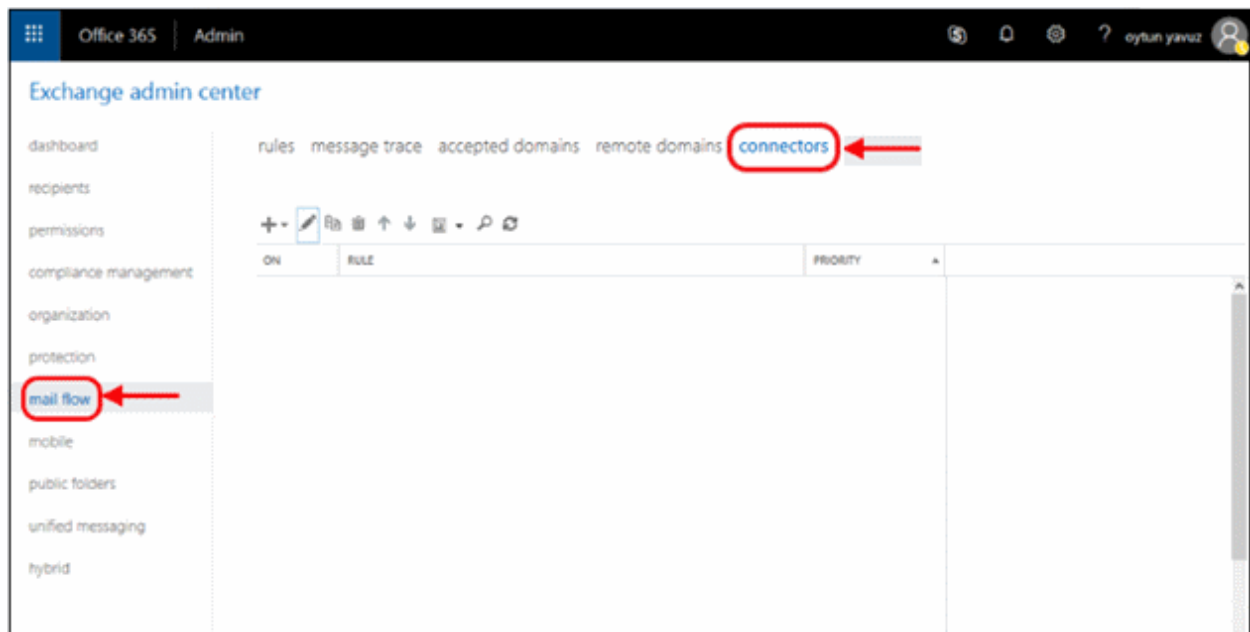 Office 365 Admin ? oytun yavuz
Exchange admin center
dashboard
recipients
permissions
compliance management
organization
protection
mail flow
mobile
public folders
unified messaging
hybrid
rules message trace accepted domains remote domains connectors
ON RULE PRIORITY